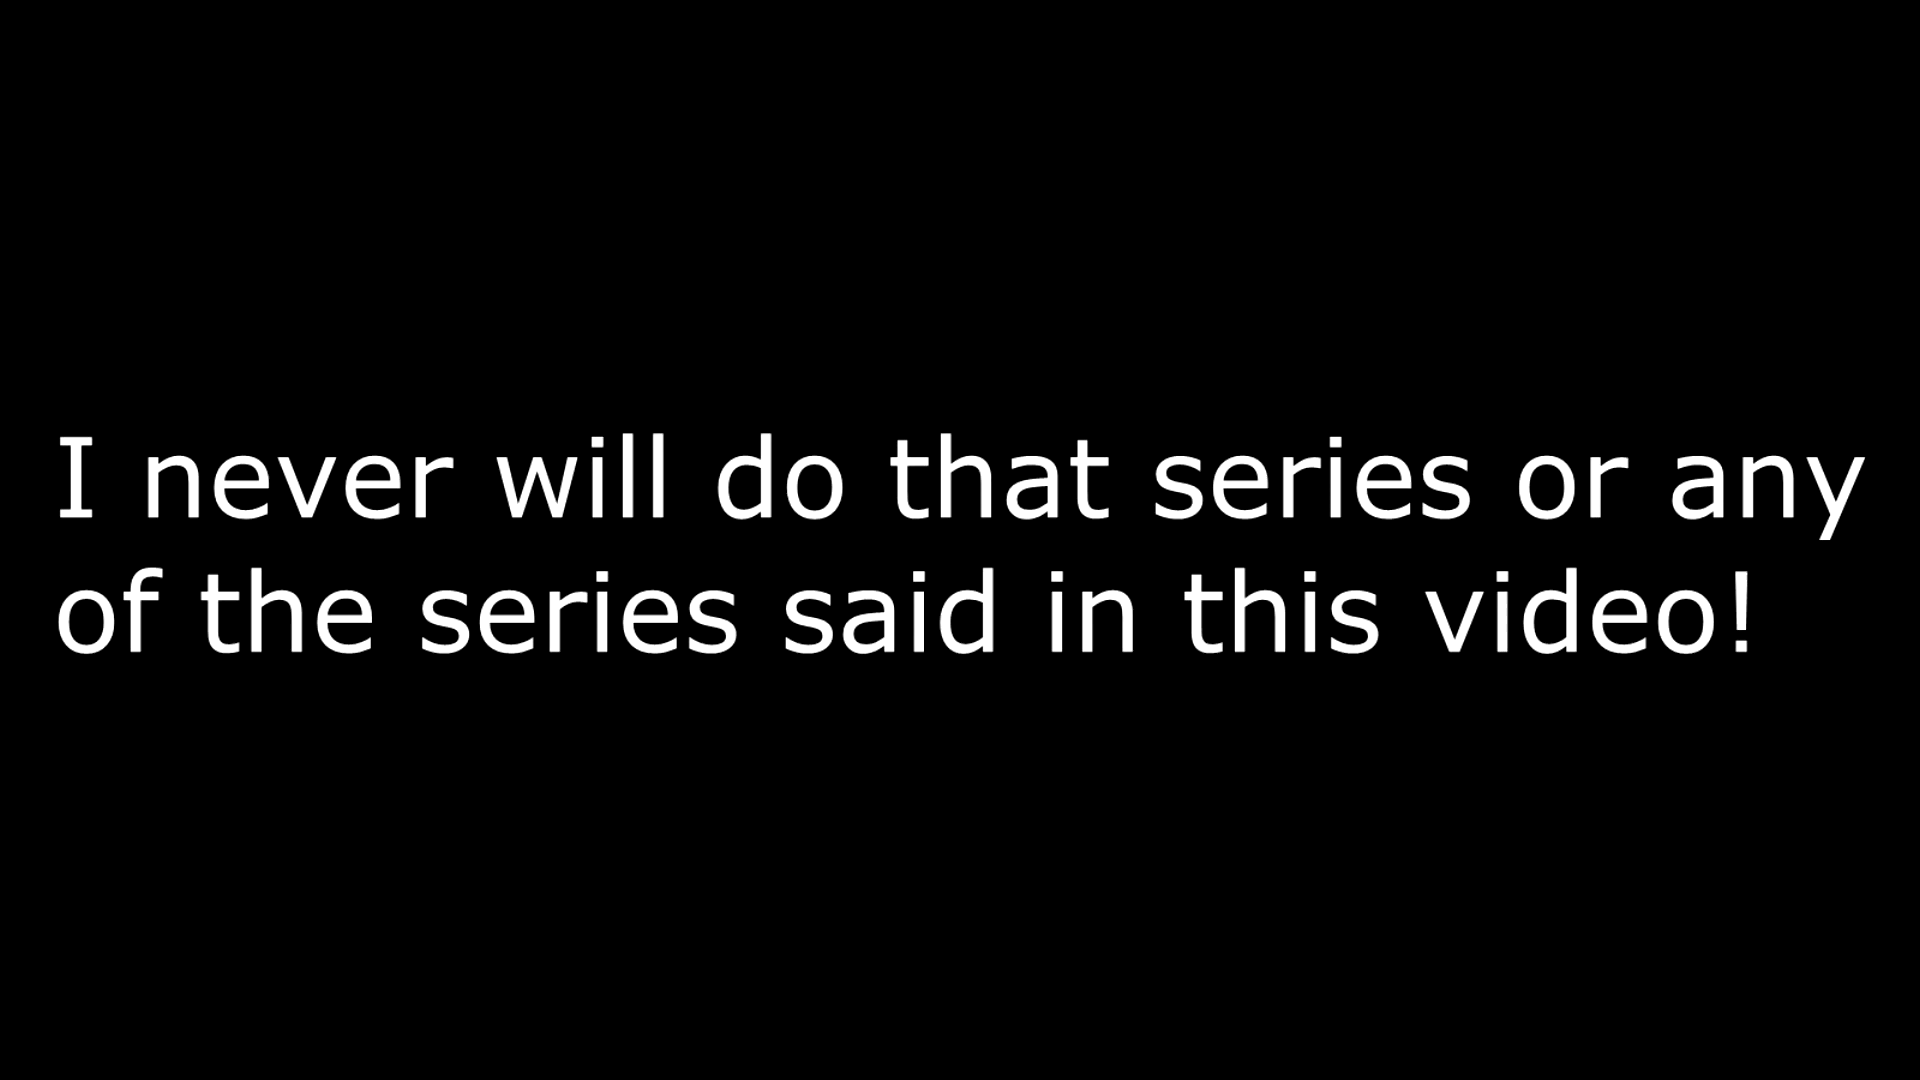 I never will do that series or any
of the series said in this video!